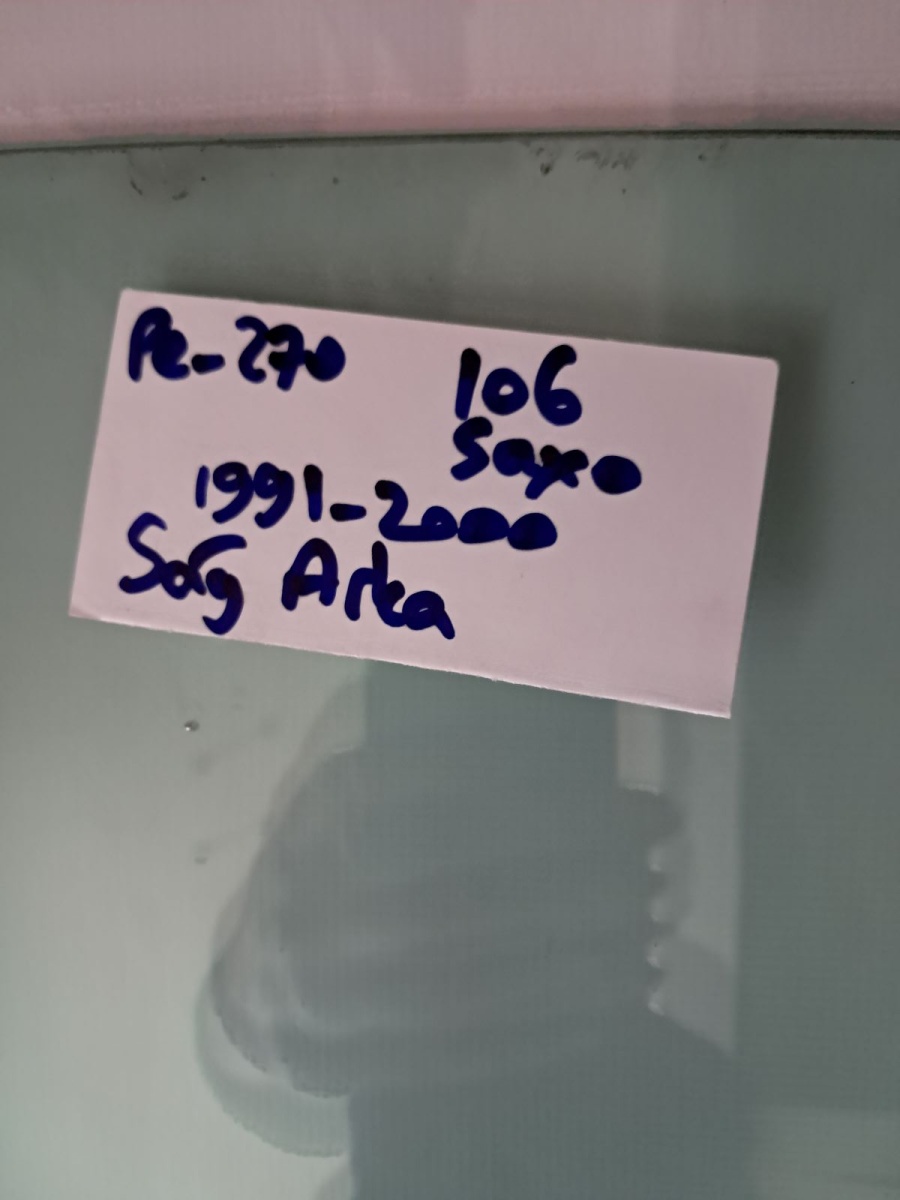 Pe-270
106
Saxo
1991-2000
Sağ Arka